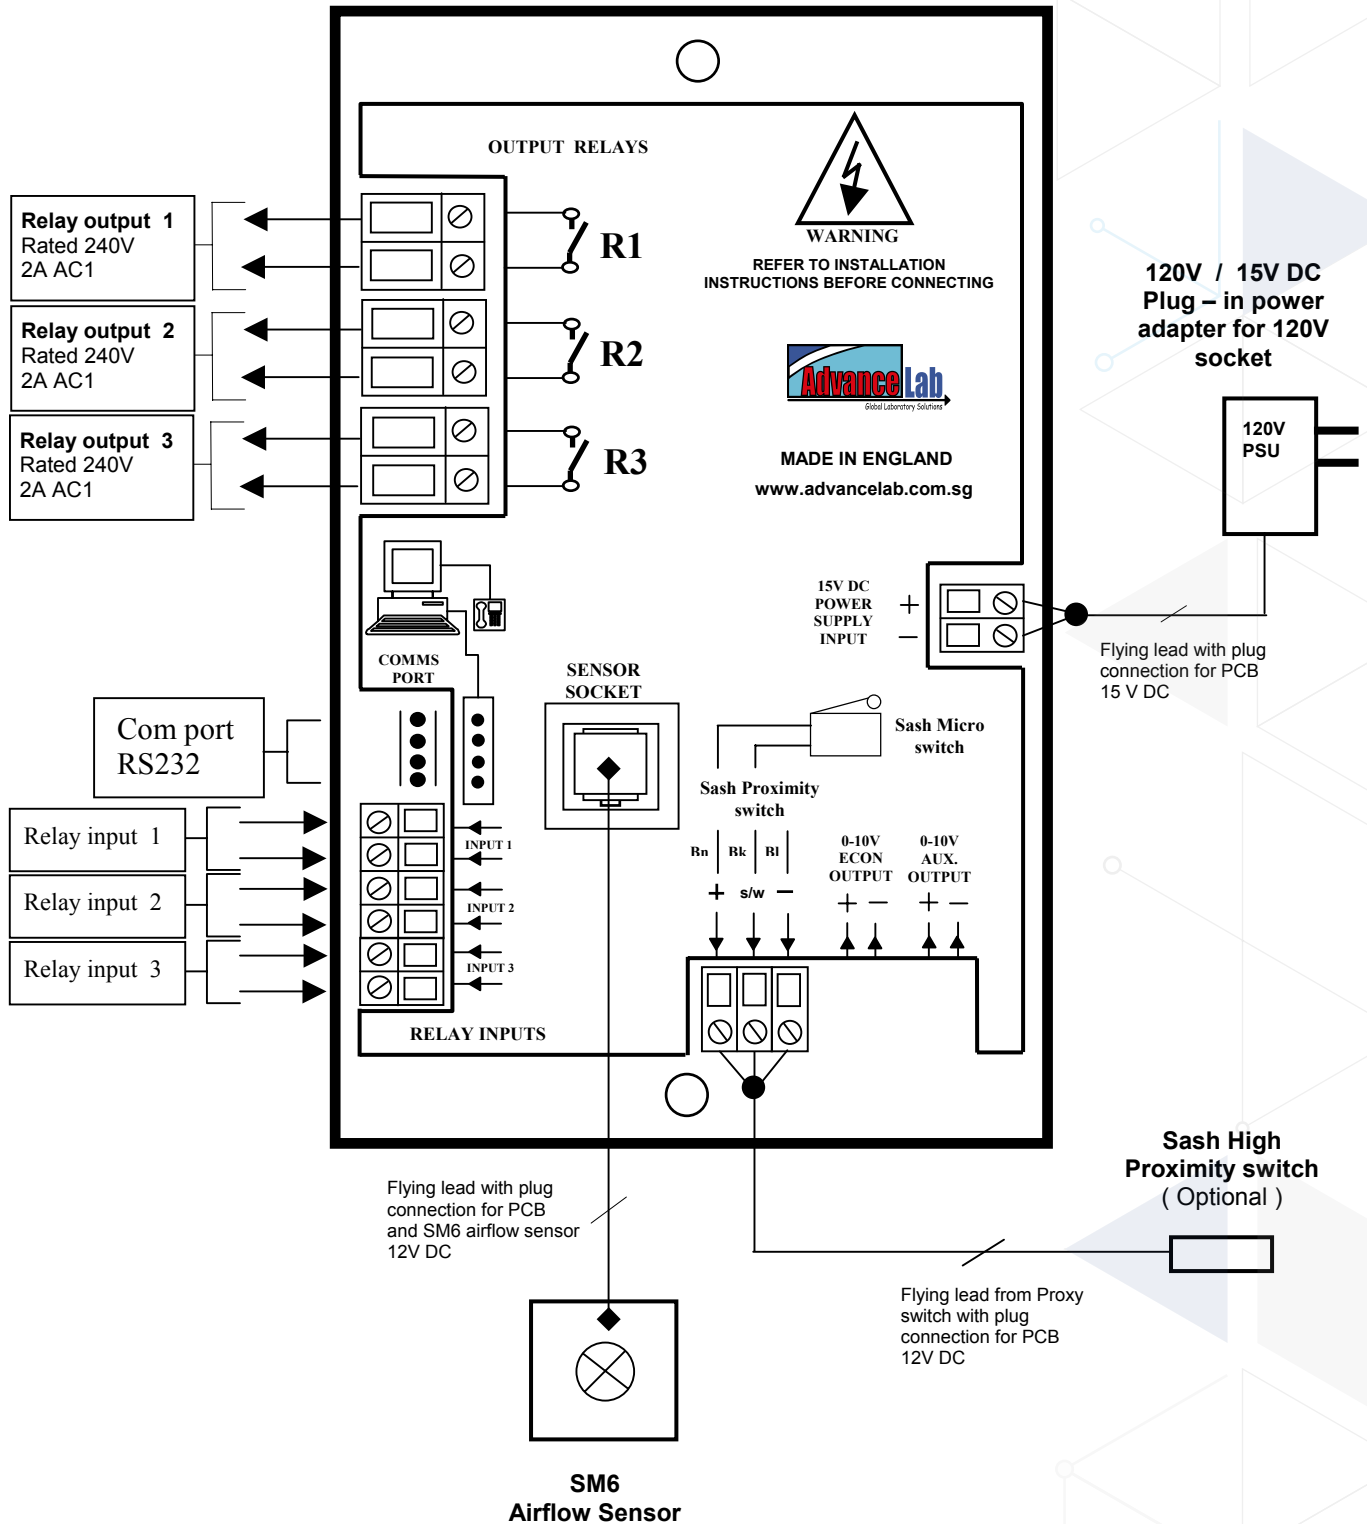 OUTPUT RELAYS
WARNING
REFER TO INSTALLATION
INSTRUCTIONS BEFORE CONNECTING
Relay output 1
Rated 240V
2A AC1
R1
Relay output 2
Rated 240V
2A AC1
R2
Relay output 3
Rated 240V
2A AC1
R3
AdvanceLab
Global Laboratory Solutions
MADE IN ENGLAND
www.advancelab.com.sg
120V / 15V DC
Plug – in power
adapter for 120V
socket
120V
PSU
15V DC
POWER
SUPPLY
INPUT
+
−
Flying lead with plug
connection for PCB
15 V DC
COMMS
PORT
SENSOR
SOCKET
Com port
RS232
Sash Micro
switch
Sash Proximity
switch
Relay input 1
Relay input 2
Relay input 3
INPUT 1
INPUT 2
INPUT 3
RELAY INPUTS
Bn Bk Bl
+ s/w −
0-10V
ECON
OUTPUT
+ −
0-10V
AUX.
OUTPUT
+ −
Flying lead with plug
connection for PCB
and SM6 airflow sensor
12V DC
Sash High
Proximity switch
( Optional )
Flying lead from Proxy
switch with plug
connection for PCB
12V DC
SM6
Airflow Sensor